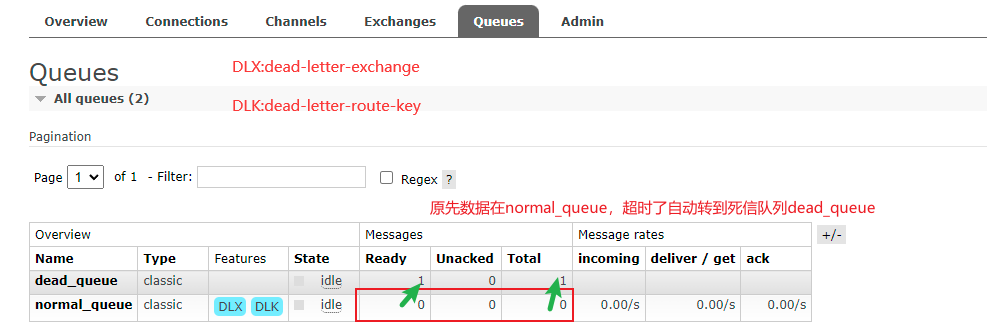 Overview Connections Channels Exchanges Queues Admin
Queues
DLX:dead-letter-exchange
All queues (2)
DLK:dead-letter-route-key
Pagination
Page 1 of 1 - Filter: Regex ?
原先数据在normal_queue，超时了自动转到死信队列dead_queue
Overview Messages Message rates +/-
Name Type Features State Ready Unacked Total incoming deliver / get ack
dead_queue classic idle 1 0 1
normal_queue classic DLX DLK idle 0 0 0 0.00/s 0.00/s 0.00/s